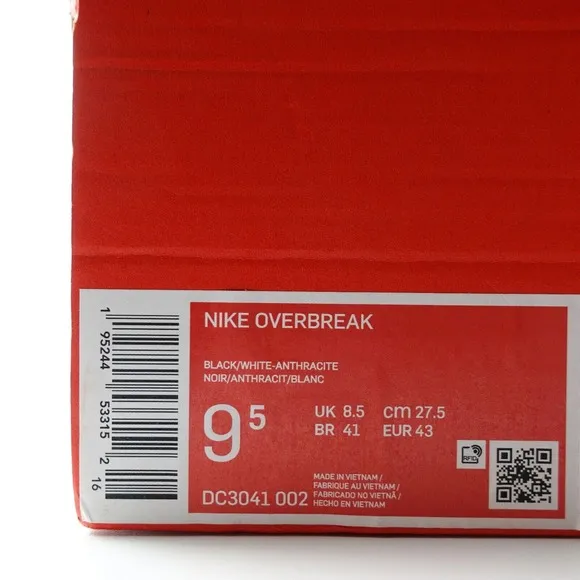 NIKE OVERBREAK
BLACK/WHITE-ANTHRACITE
NOIR/ANTHRACIT/BLANC
9 5
UK 8.5 cm 27.5
BR 41 EUR 43
RFID
MADE IN VIETNAM /
FABRIQUE AU VIETNAM /
FABRICADO NO VIETNÃ /
HECHO EN VIETNAM
DC3041 002
1 95244 53315 2 16